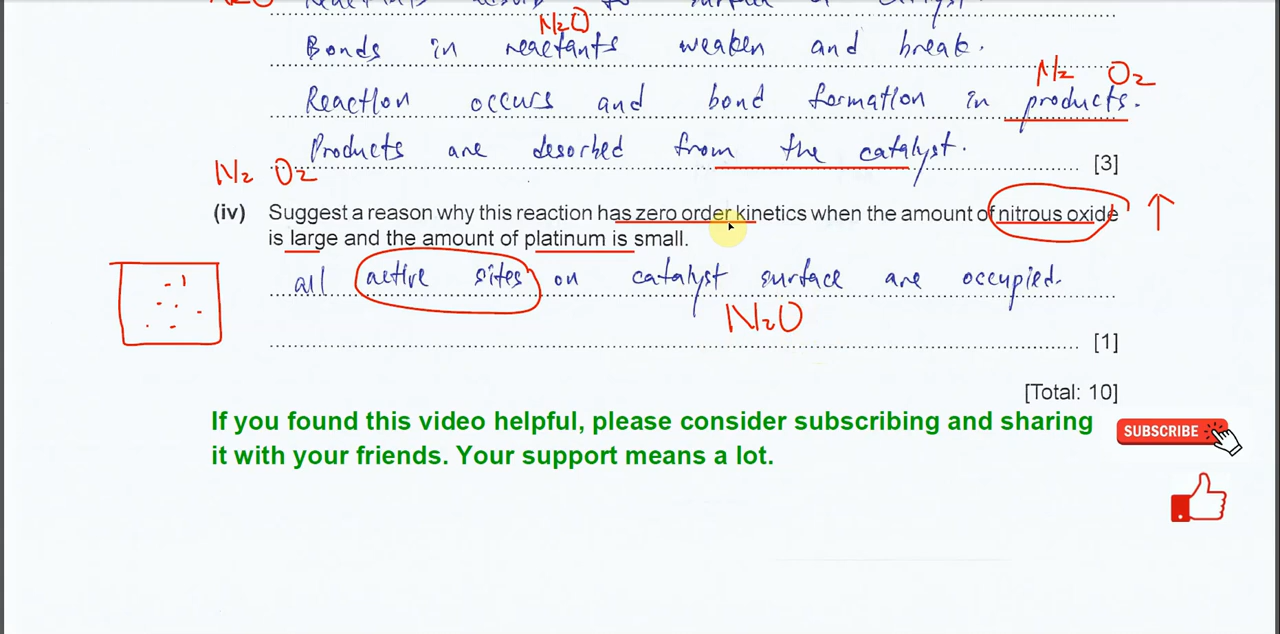 surface
N₂O
Bonds in reactants weaken and break.
N₂ O₂
Reaction occurs and bond formation in products.
Products are desorbed from the catalyst. [3]
N₂ O₂
(iv) Suggest a reason why this reaction has zero order kinetics when the amount of nitrous oxide
is large and the amount of platinum is small.
all active sites on catalyst surface are occupied.
N₂O
[1]
[Total: 10]
If you found this video helpful, please consider subscribing and sharing
it with your friends. Your support means a lot.
SUBSCRIBE